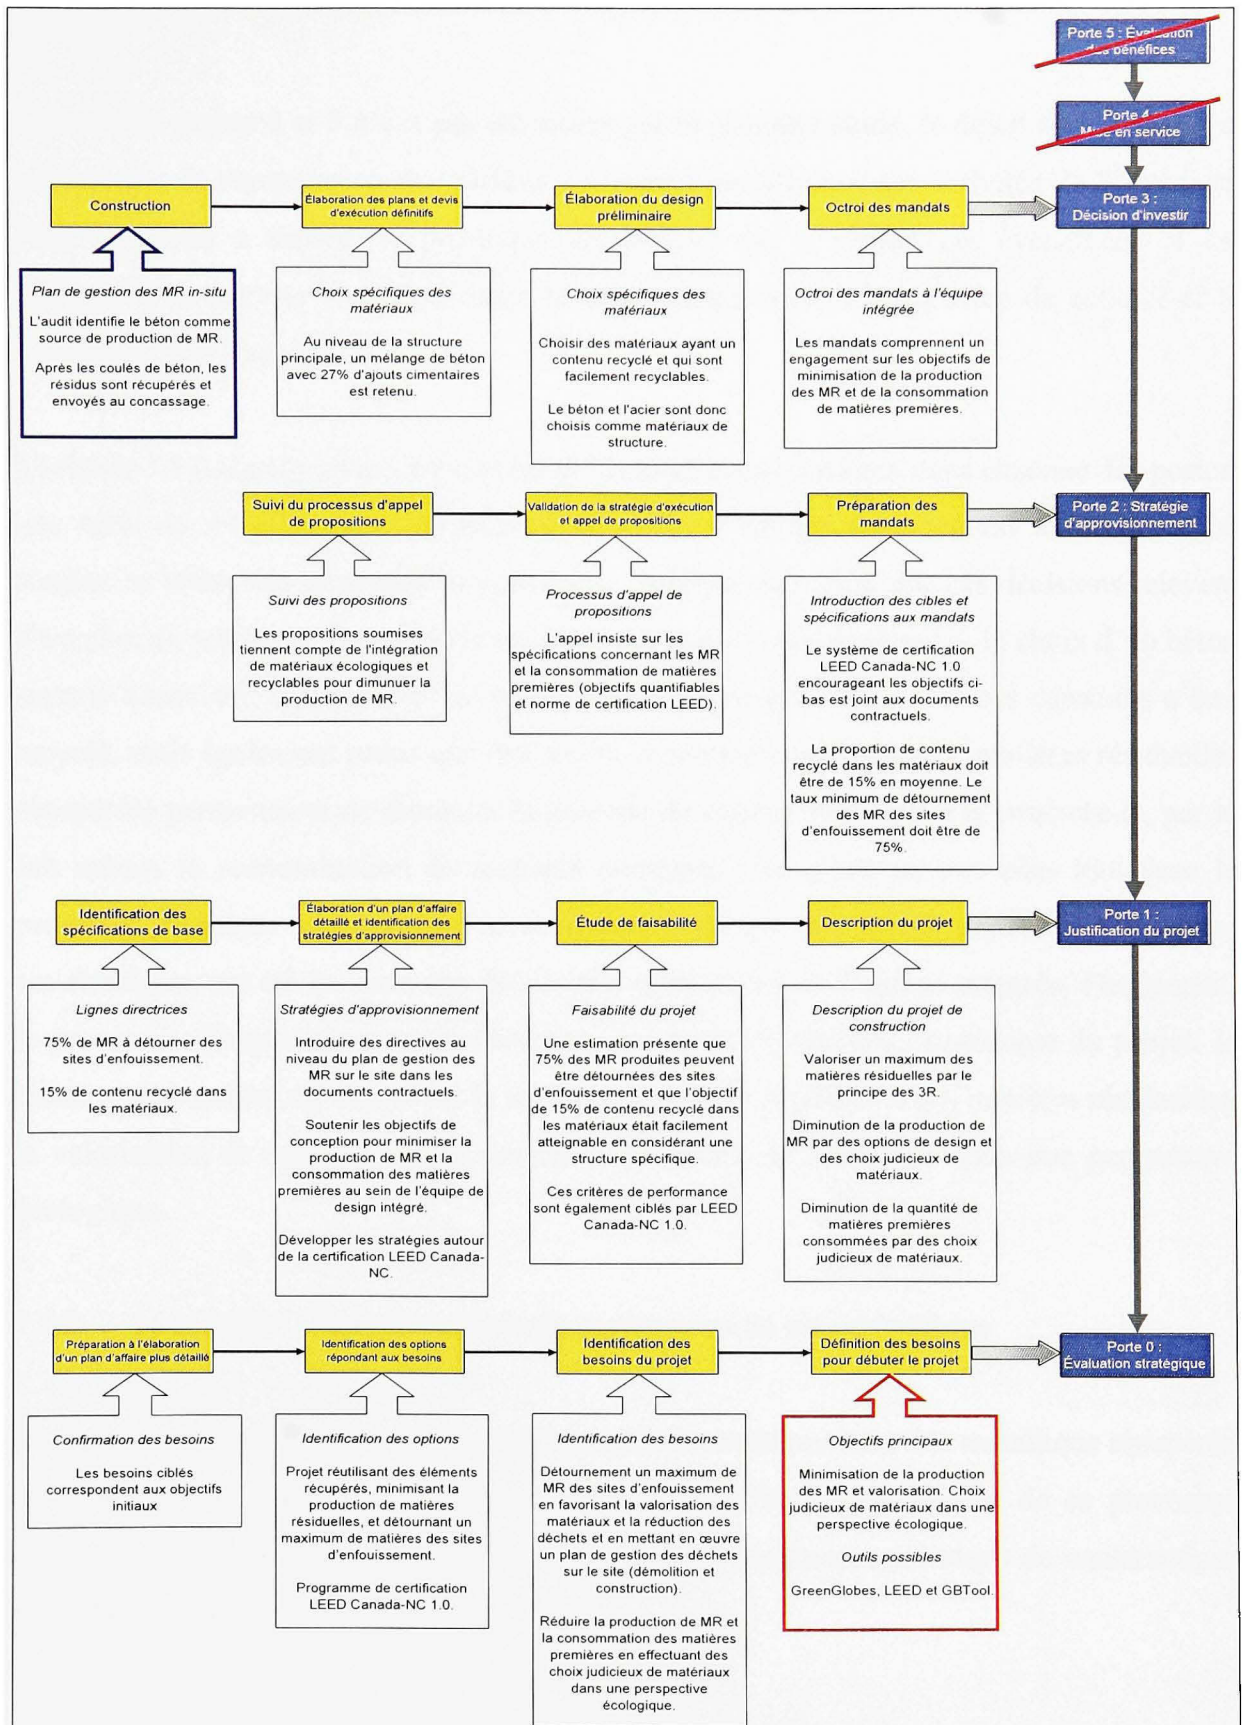 Porte 5 : Évaluation
des bénéfices
Porte 4 :
Mise en service
Construction
Élaboration des plans et devis
d'exécution définitifs
Élaboration du design
préliminaire
Octroi des mandats
Porte 3 :
Décision d'investir
Plan de gestion des MR in-situ
L'audit identifie le béton comme
source de production de MR.
Après les coulés de béton, les
résidus sont récupérés et
envoyés au concassage.
Choix spécifiques des
matériaux
Au niveau de la structure
principale, un mélange de béton
avec 27% d'ajouts cimentaires
est retenu.
Choix spécifiques des
matériaux
Choisir des matériaux ayant un
contenu recyclé et qui sont
facilement recyclables.
Le béton et l'acier sont donc
choisis comme matériaux de
structure.
Octroi des mandats à l'équipe
intégrée
Les mandats comprennent un
engagement sur les objectifs de
minimisation de la production
des MR et de la consommation
de matières premières.
Suivi du processus d'appel
de propositions
Validation de la stratégie d'exécution
et appel de propositions
Préparation des
mandats
Porte 2 : Stratégie
d'approvisionnement
Suivi des propositions
Les propositions soumises
tiennent compte de l'intégration
de matériaux écologiques et
recyclables pour dimunuer la
production de MR.
Processus d'appel de
propositions
L'appel insiste sur les
spécifications concernant les MR
et la consommation de matières
premières (objectifs quantifiables
et norme de certification LEED).
Introduction des cibles et
spécifications aux mandats
Le système de certification
LEED Canada-NC 1.0
encourageant les objectifs ci-
bas est joint aux documents
contractuels.
La proportion de contenu
recyclé dans les matériaux doit
être de 15% en moyenne. Le
taux minimum de détournement
des MR des sites
d'enfouissement doit être de
75%.
Identification des
spécifications de base
Élaboration d'un plan d'affaire
détaillé et identification des
stratégies d'approvisionnement
Étude de faisabilité
Description du projet
Porte 1 :
Justification du projet
Lignes directrices
75% de MR à détourner des
sites d'enfouissement.
15% de contenu recyclé dans
les matériaux.
Stratégies d'approvisionnement
Introduire des directives au
niveau du plan de gestion des
MR sur le site dans les
documents contractuels.
Soutenir les objectifs de
conception pour minimiser la
production de MR et la
consommation des matières
premières au sein de l'équipe de
design intégré.
Développer les stratégies autour
de la certification LEED Canada-
NC.
Faisabilité du projet
Une estimation présente que
75% des MR produites peuvent
être détournées des sites
d'enfouissement et que l'objectif
de 15% de contenu recyclé dans
les matériaux était facilement
atteignable en considérant une
structure spécifique.
Ces critères de performance
sont également ciblés par LEED
Canada-NC 1.0.
Description du projet de
construction
Valoriser un maximum des
matières résiduelles par le
principe des 3R.
Diminution de la production de
MR par des options de design et
des choix judicieux de
matériaux.
Diminution de la quantité de
matières premières
consommées par des choix
judicieux de matériaux.
Préparation à l'élaboration
d'un plan d'affaire plus détaillé
Identification des options
répondant aux besoins
Identification des
besoins du projet
Définition des besoins
pour débuter le projet
Porte 0 :
Évaluation stratégique
Confirmation des besoins
Les besoins ciblés
correspondent aux objectifs
initiaux
Identification des options
Projet réutilisant des éléments
récupérés, minimisant la
production de matières
résiduelles, et détournant un
maximum de matières des sites
d'enfouissement.
Programme de certification
LEED Canada-NC 1.0.
Identification des besoins
Détournement un maximum de
MR des sites d'enfouissement
en favorisant la valorisation des
matériaux et la réduction des
déchets et en mettant en œuvre
un plan de gestion des déchets
sur le site (démolition et
construction).
Réduire la production de MR et
la consommation des matières
premières en effectuant des
choix judicieux de matériaux
dans une perspective
écologique.
Objectifs principaux
Minimisation de la production
des MR et valorisation. Choix
judicieux de matériaux dans une
perspective écologique.
Outils possibles
GreenGlobes, LEED et GBTool.